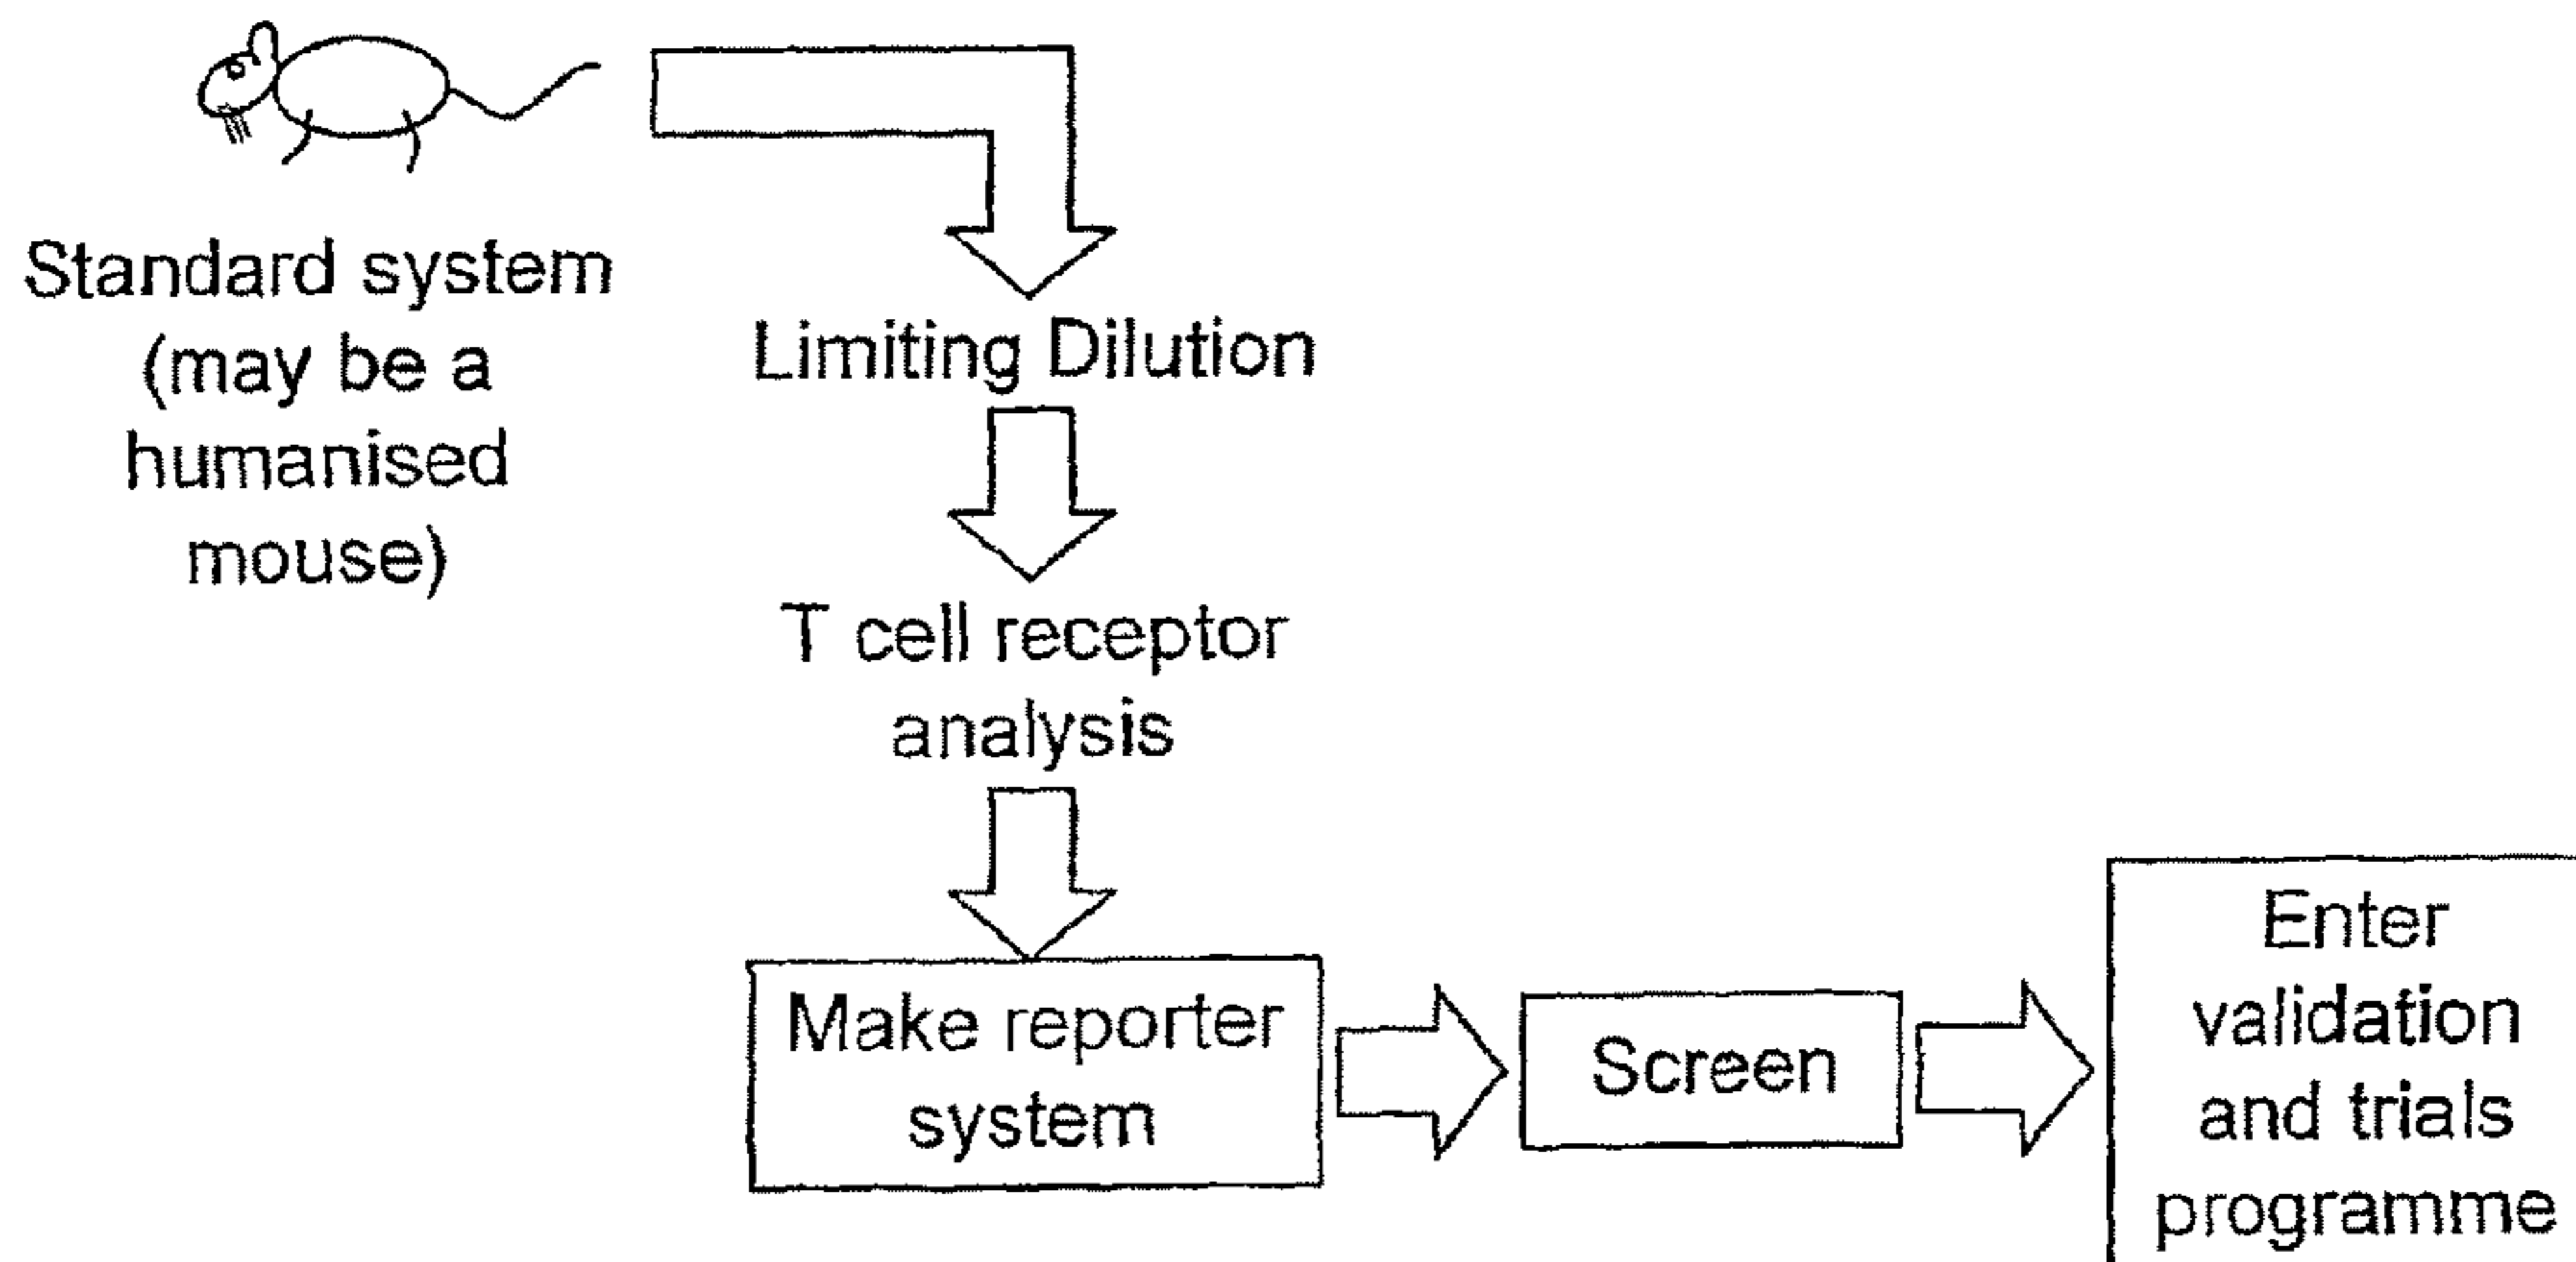 Standard system
(may be a
humanised
mouse)
Limiting Dilution
T cell receptor
analysis
Make reporter
system
Screen
Enter
validation
and trials
programme